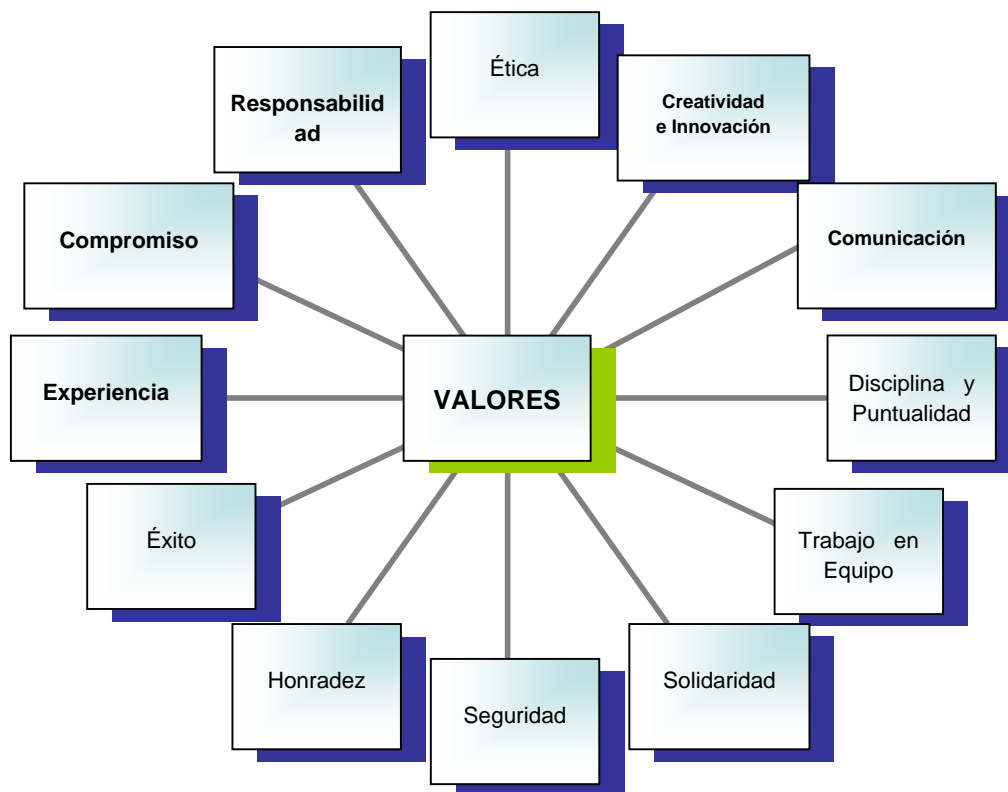 Ética
Creatividad
e Innovación
Responsabilid
ad
Comunicación
Compromiso
Experiencia
VALORES
Disciplina y
Puntualidad
Éxito
Trabajo en
Equipo
Honradez
Seguridad
Solidaridad